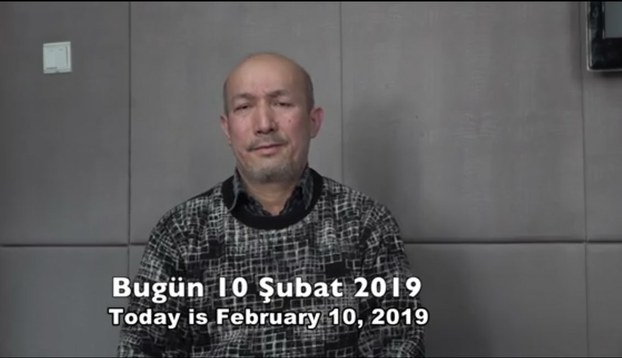 Bugün 10 Şubat 2019
Today is February 10, 2019